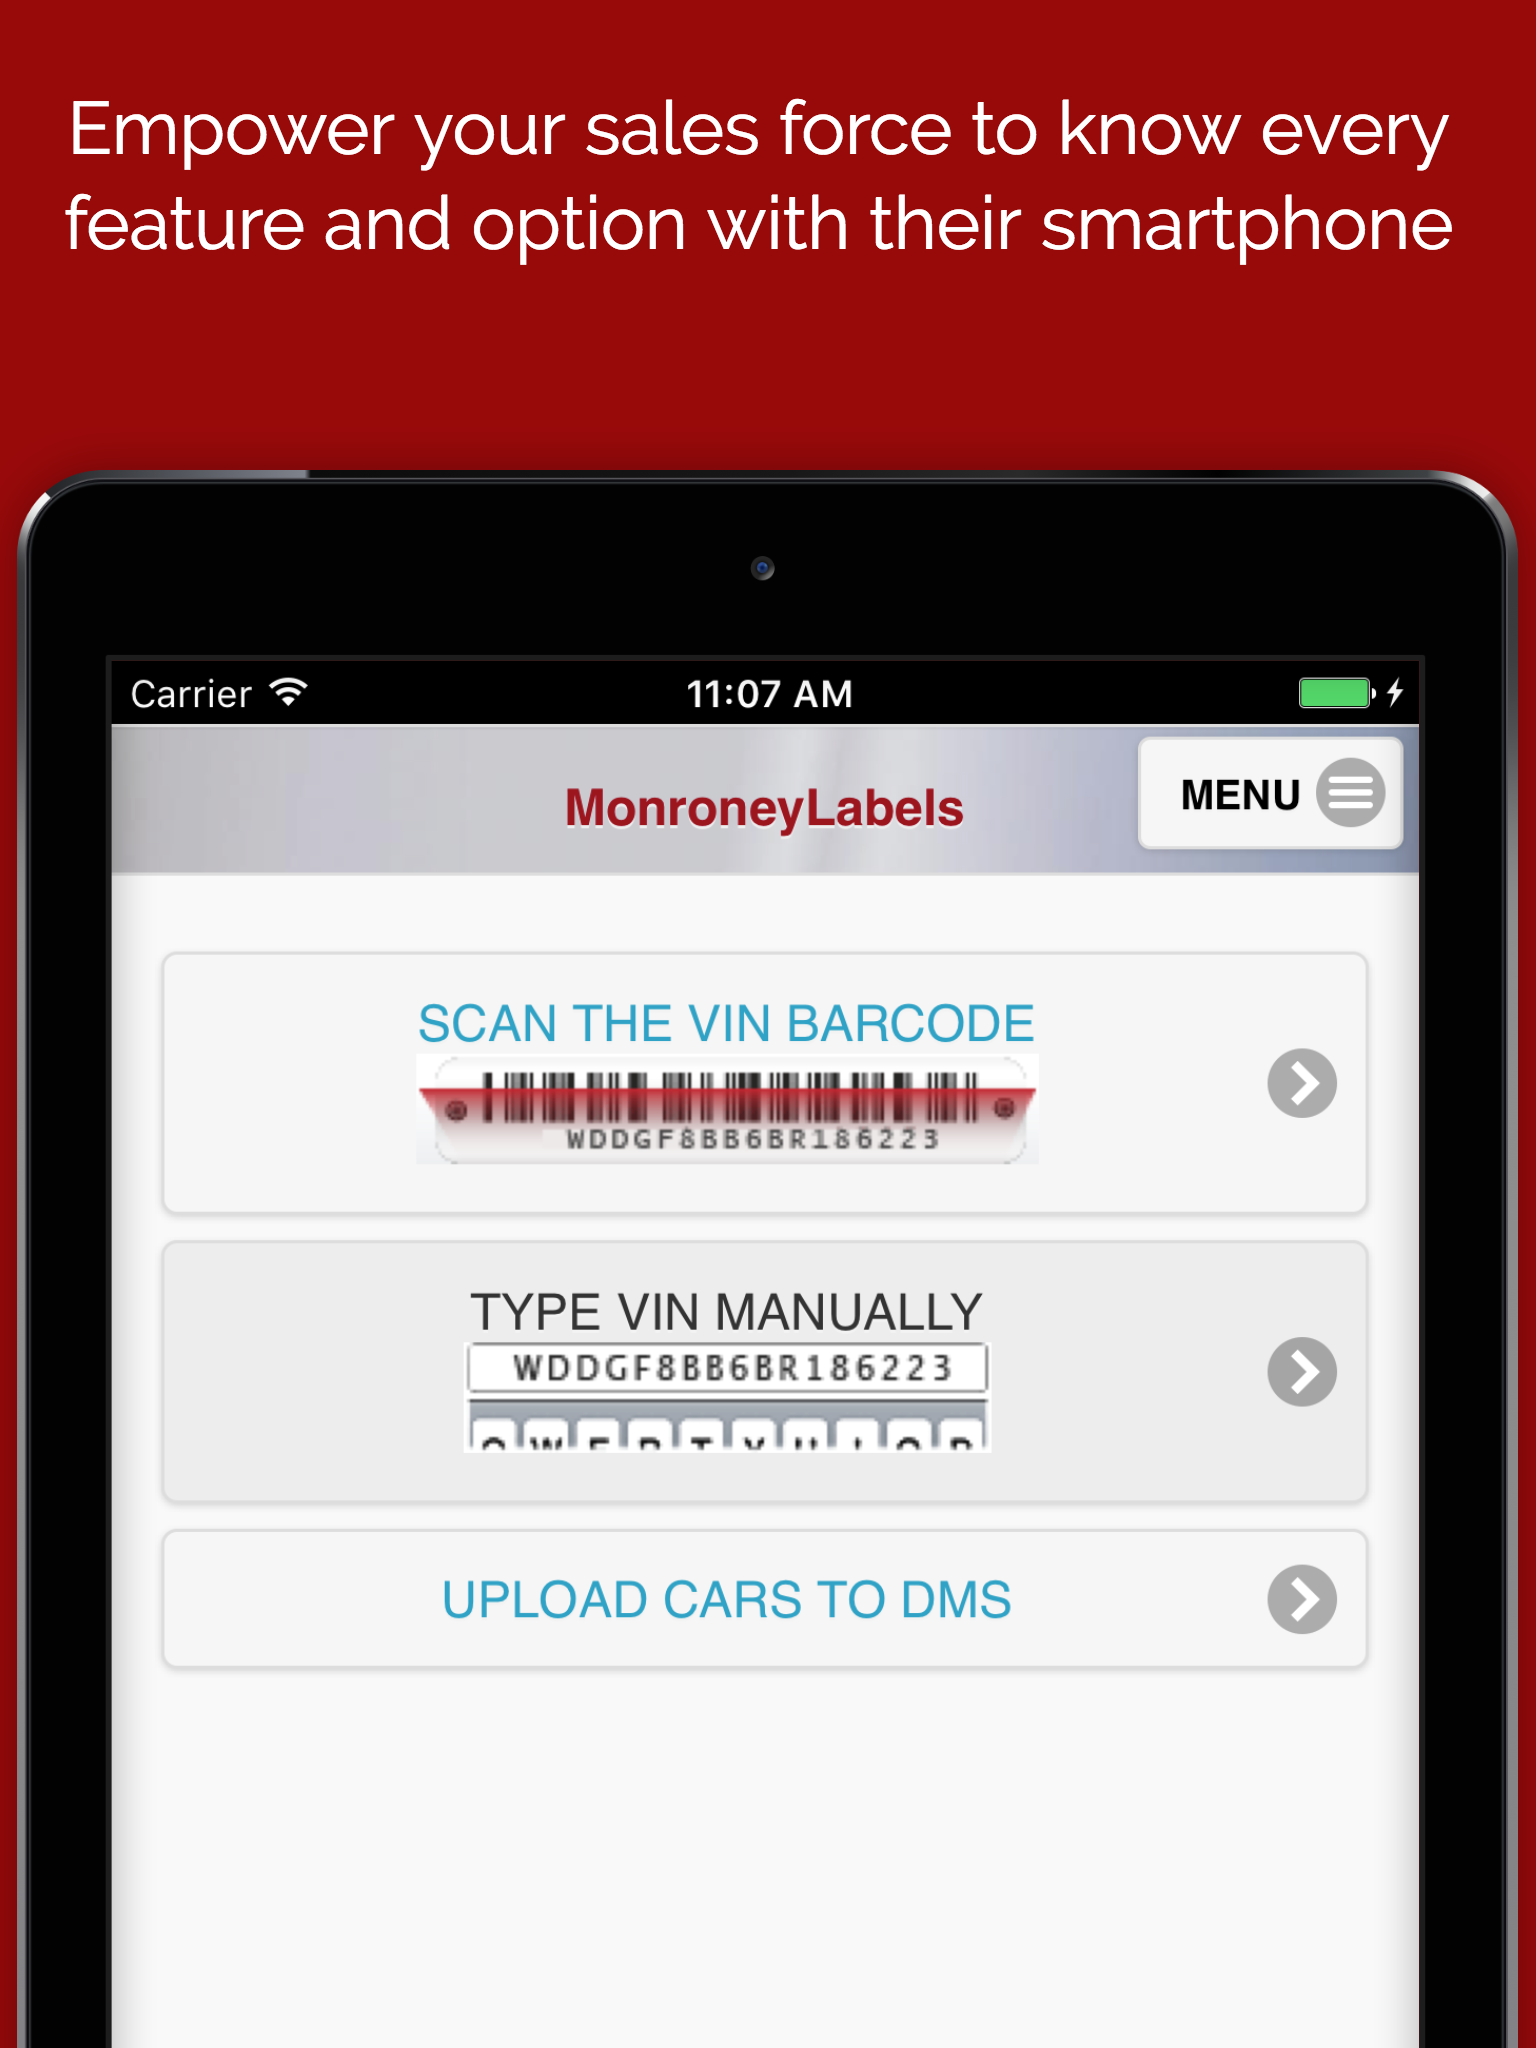 Empower your sales force to know every
feature and option with their smartphone
Carrier
11:07 AM
MonroneyLabels
MENU
SCAN THE VIN BARCODE
WDDGF8BB6BR186223
TYPE VIN MANUALLY
WDDGF8BB6BR186223
Q W E R T Y U I O P
UPLOAD CARS TO DMS